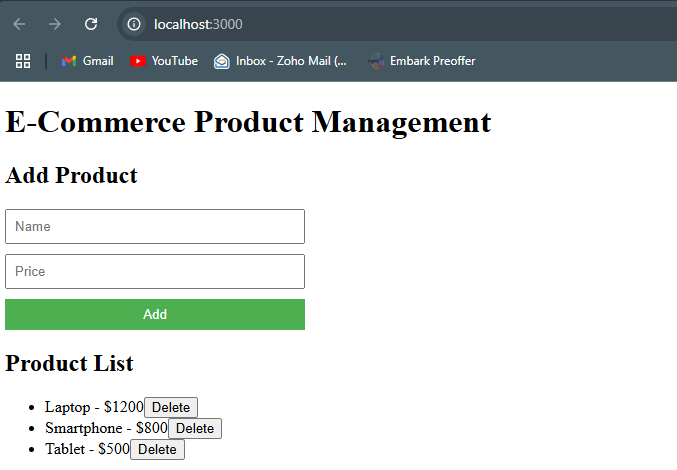 localhost:3000
Gmail YouTube Inbox - Zoho Mail (... Embark Preoffer
E-Commerce Product Management
Add Product
Name
Price
Add
Product List
Laptop - $1200 Delete
Smartphone - $800 Delete
Tablet - $500 Delete